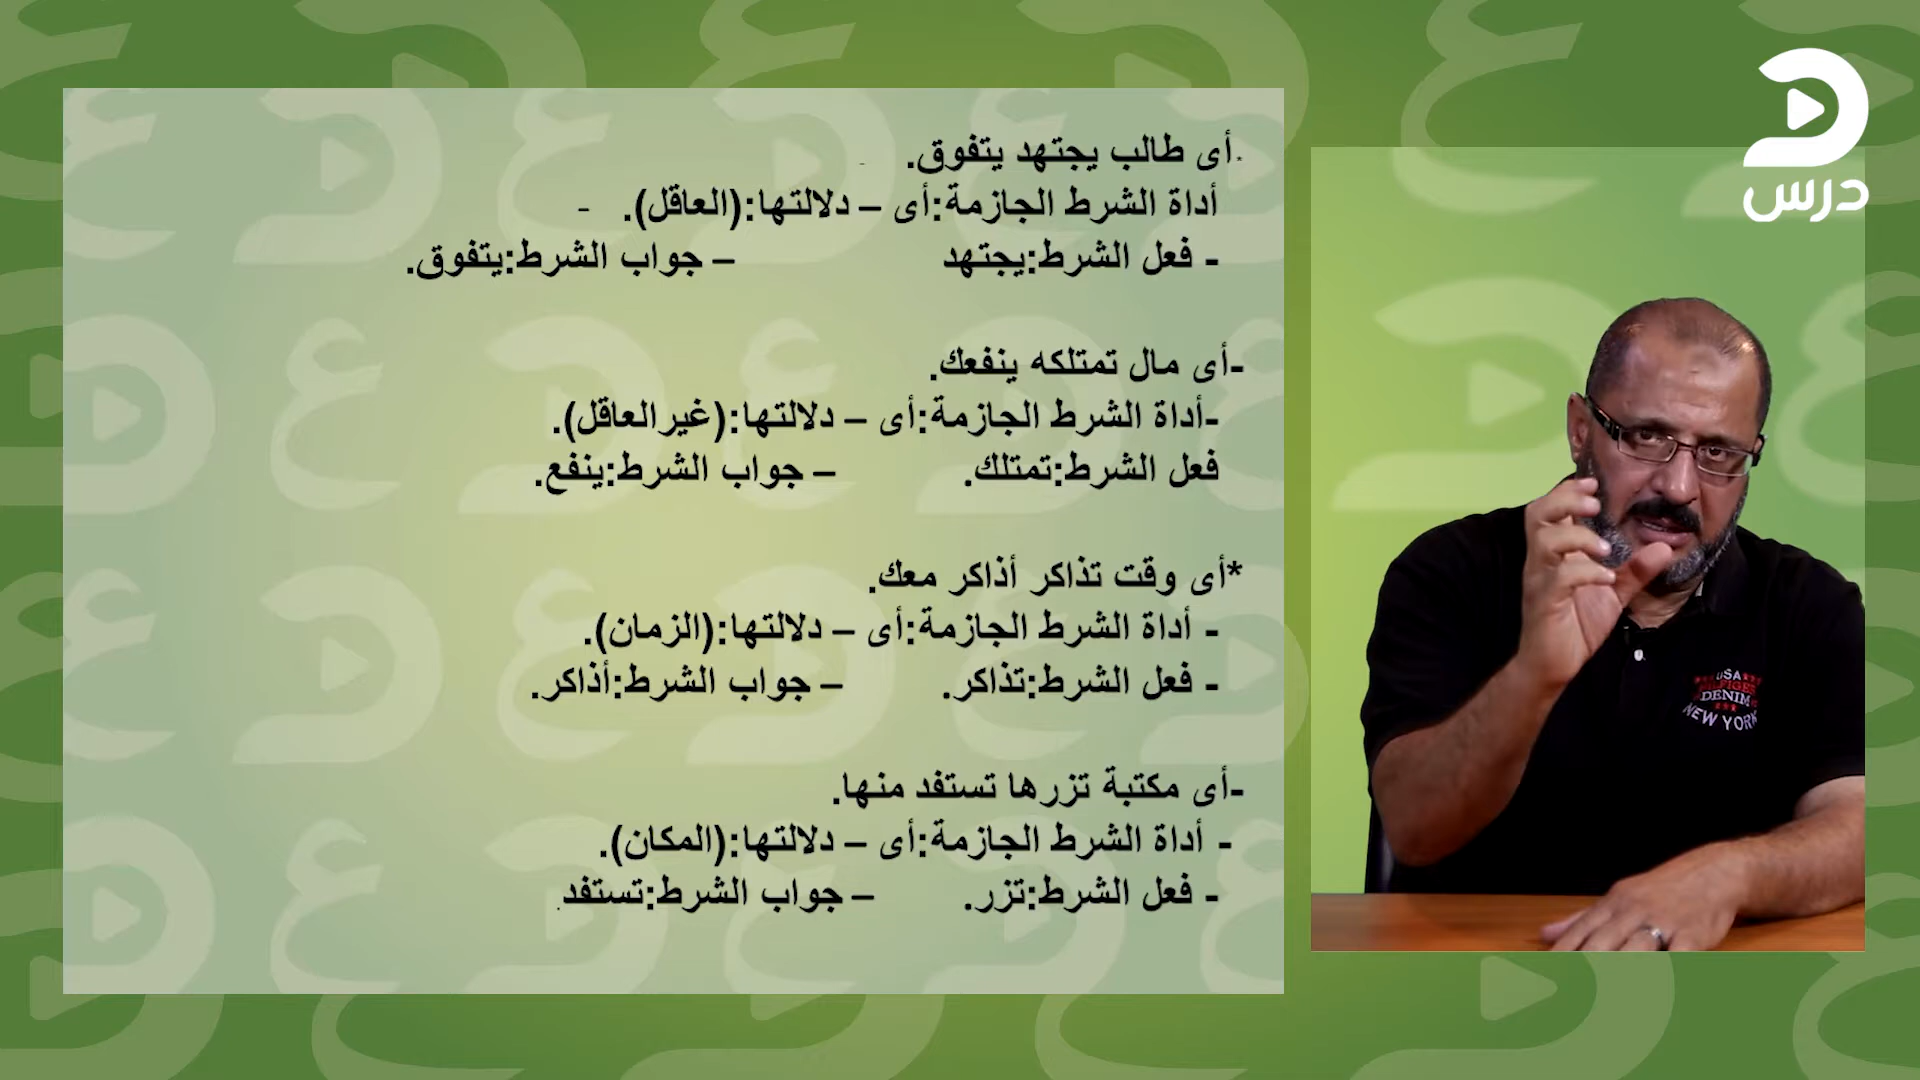 .أى طالب يجتهد يتفوق.
أداة الشرط الجازمة:أى – دلالتها:(العاقل). -
- فعل الشرط:يجتهد – جواب الشرط:يتفوق.
-أى مال تمتلكه ينفعك.
-أداة الشرط الجازمة:أى – دلالتها:(غيرالعاقل).
فعل الشرط:تمتلك. – جواب الشرط:ينفع.
*أى وقت تذاكر أذاكر معك.
- أداة الشرط الجازمة:أى – دلالتها:(الزمان).
- فعل الشرط:تذاكر. – جواب الشرط:أذاكر.
-أى مكتبة تزرها تستفد منها.
- أداة الشرط الجازمة:أى – دلالتها:(المكان).
- فعل الشرط:تزر. – جواب الشرط:تستفد.
درس
USA
DENIM
NEW YORK